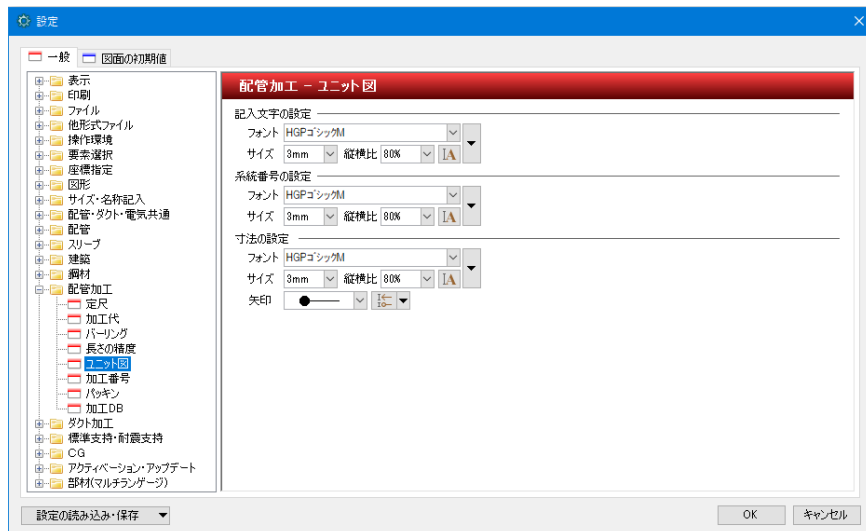 設定
一般 図面の初期値
表示
印刷
ファイル
他形式ファイル
操作環境
要素選択
座標指定
図形
サイズ・名称記入
配管・ダクト・電気共通
配管
スリーブ
建築
鋼材
配管加工
定尺
加工代
バーリング
長さの精度
ユニット図
加工番号
パッキン
加工DB
ダクト加工
標準支持・耐震支持
CG
アクティベーション・アップデート
部材(マルチランゲージ)
配管加工 - ユニット図
記入文字の設定
フォント HGPゴシックM
サイズ 3mm 縦横比 80%
系統番号の設定
フォント HGPゴシックM
サイズ 3mm 縦横比 80%
寸法の設定
フォント HGPゴシックM
サイズ 3mm 縦横比 80%
矢印
設定の読み込み・保存 OK キャンセル